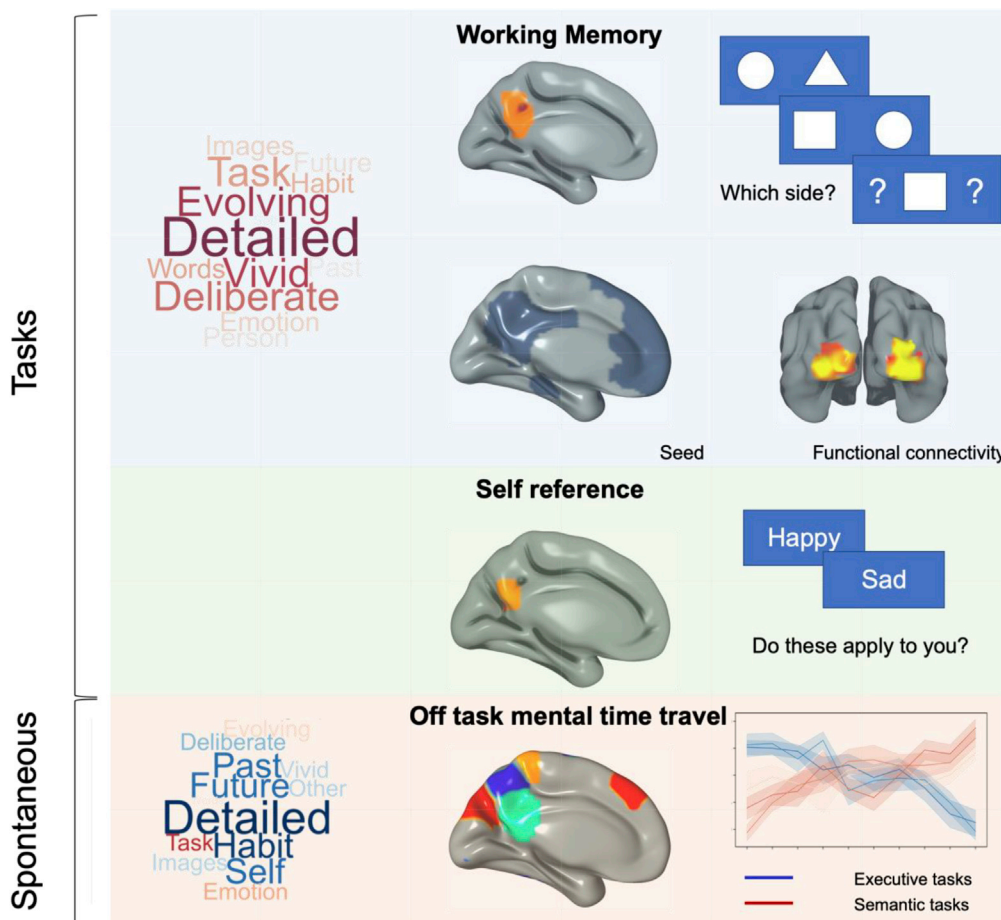 Tasks
Working Memory
Images
Future
Task
Habit
Evolving
Detailed
Words
Vivid
Past
Deliberate
Emotion
Person
Which side?
?
?
Seed
Functional connectivity
Self reference
Happy
Sad
Do these apply to you?
Spontaneous
Off task mental time travel
Evolving
Deliberate
Past
Vivid
Future
Other
Detailed
Task
Habit
Images
Self
Emotion
Executive tasks
Semantic tasks